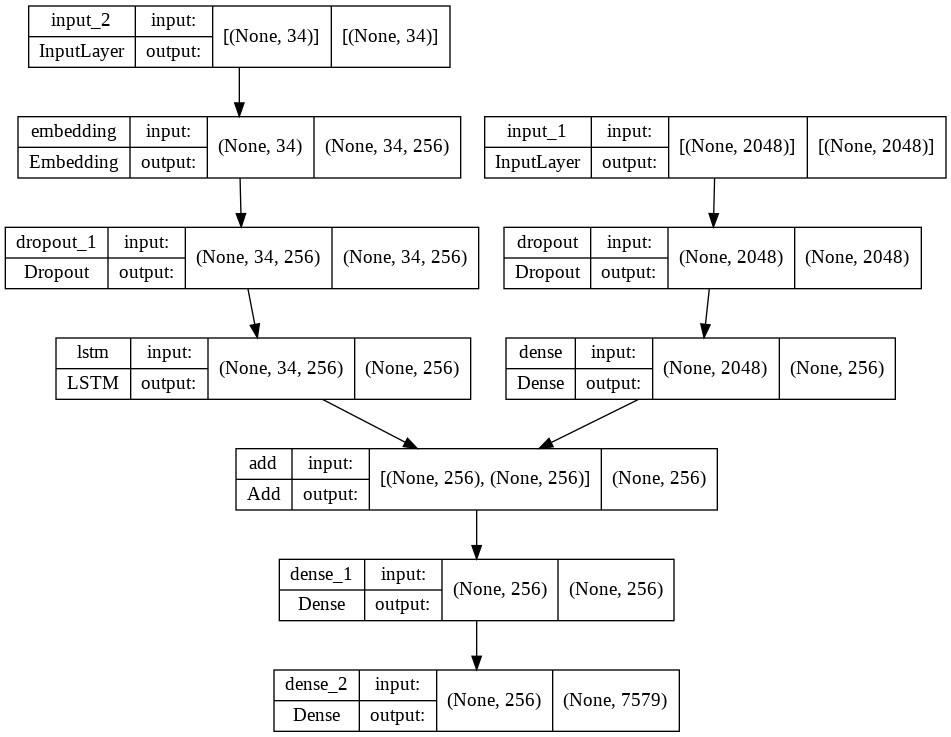 input_2 input: [(None, 34)] [(None, 34)]
InputLayer output:
embedding input: (None, 34) (None, 34, 256)
Embedding output:
input_1 input: [(None, 2048)] [(None, 2048)]
InputLayer output:
dropout_1 input: (None, 34, 256) (None, 34, 256)
Dropout output:
dropout input: (None, 2048) (None, 2048)
Dropout output:
lstm input: (None, 34, 256) (None, 256)
LSTM output:
dense input: (None, 2048) (None, 256)
Dense output:
add input: [(None, 256), (None, 256)] (None, 256)
Add output:
dense_1 input: (None, 256) (None, 256)
Dense output:
dense_2 input: (None, 256) (None, 7579)
Dense output: